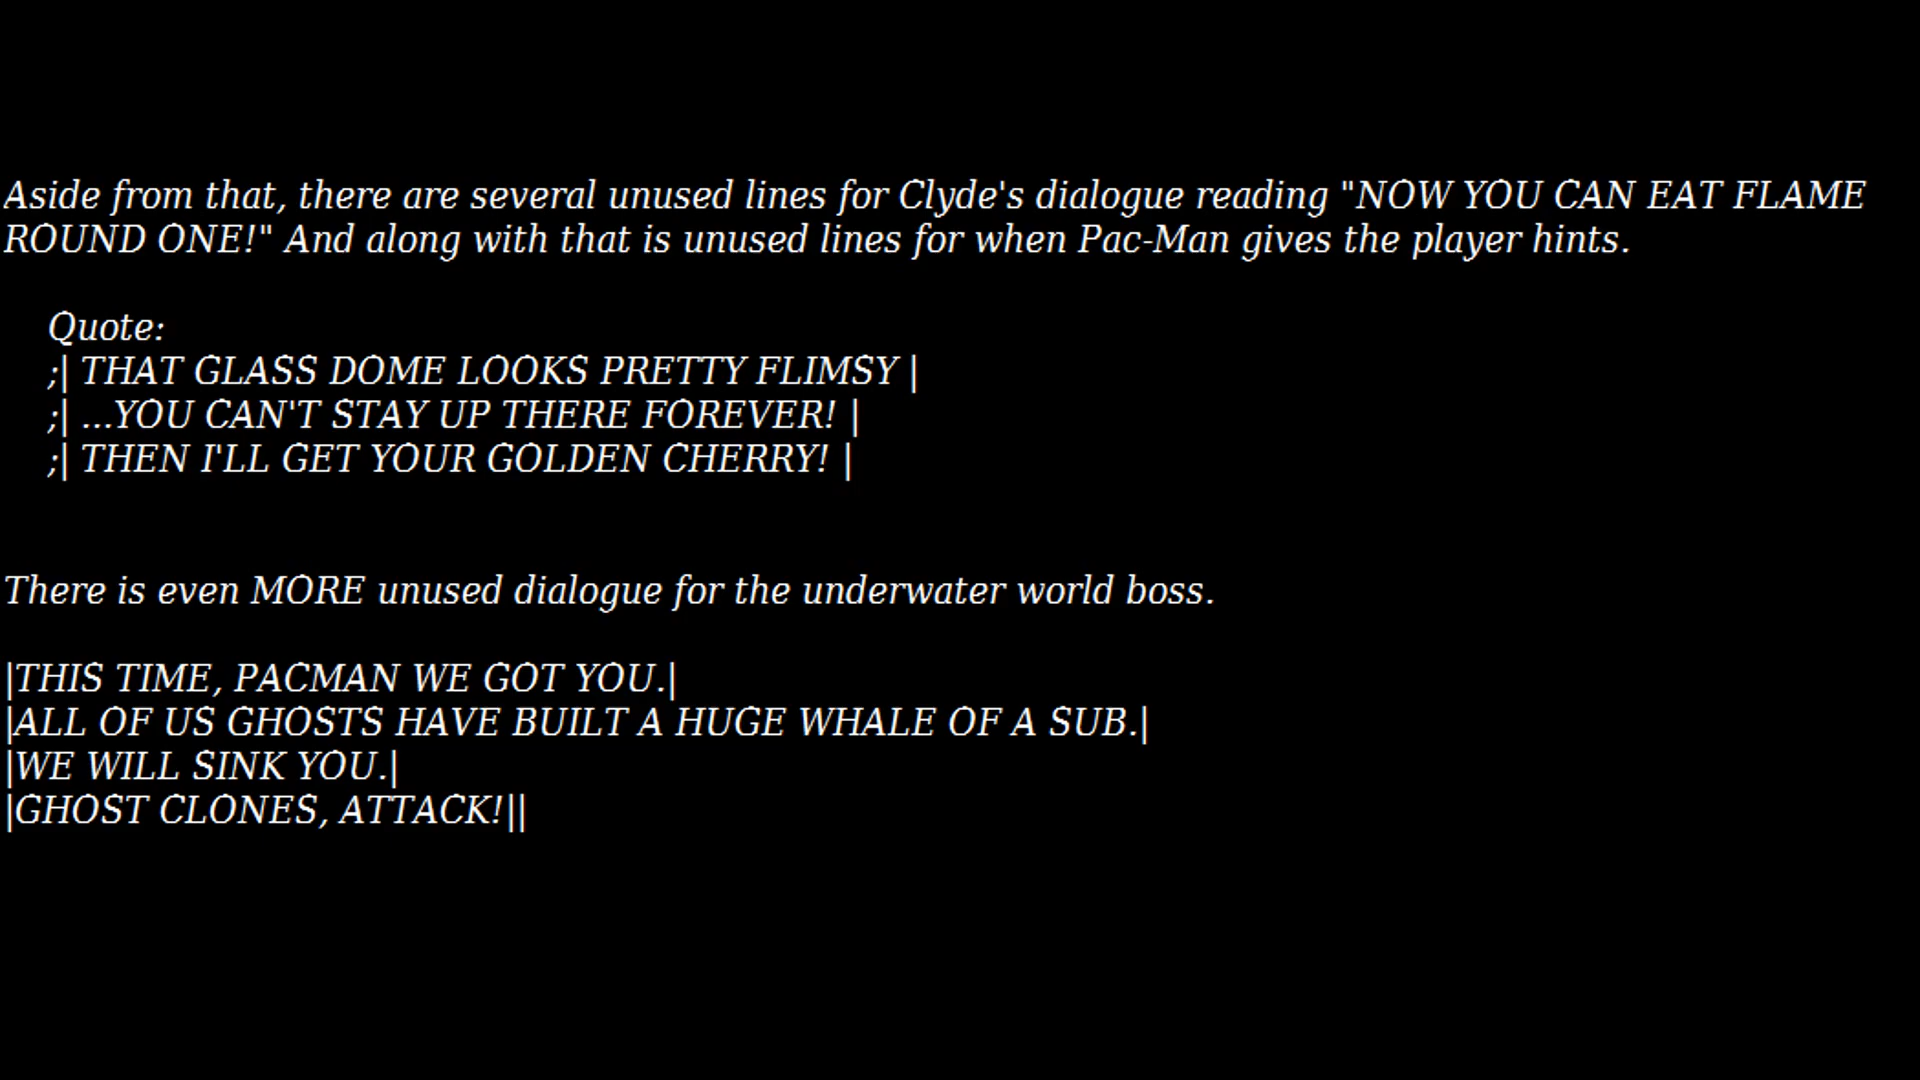 Aside from that, there are several unused lines for Clyde's dialogue reading "NOW YOU CAN EAT FLAME
ROUND ONE!" And along with that is unused lines for when Pac-Man gives the player hints.
Quote:
;| THAT GLASS DOME LOOKS PRETTY FLIMSY |
;| ...YOU CAN'T STAY UP THERE FOREVER! |
;| THEN I'LL GET YOUR GOLDEN CHERRY! |
There is even MORE unused dialogue for the underwater world boss.
|THIS TIME, PACMAN WE GOT YOU.|
|ALL OF US GHOSTS HAVE BUILT A HUGE WHALE OF A SUB.|
|WE WILL SINK YOU.|
|GHOST CLONES, ATTACK!||